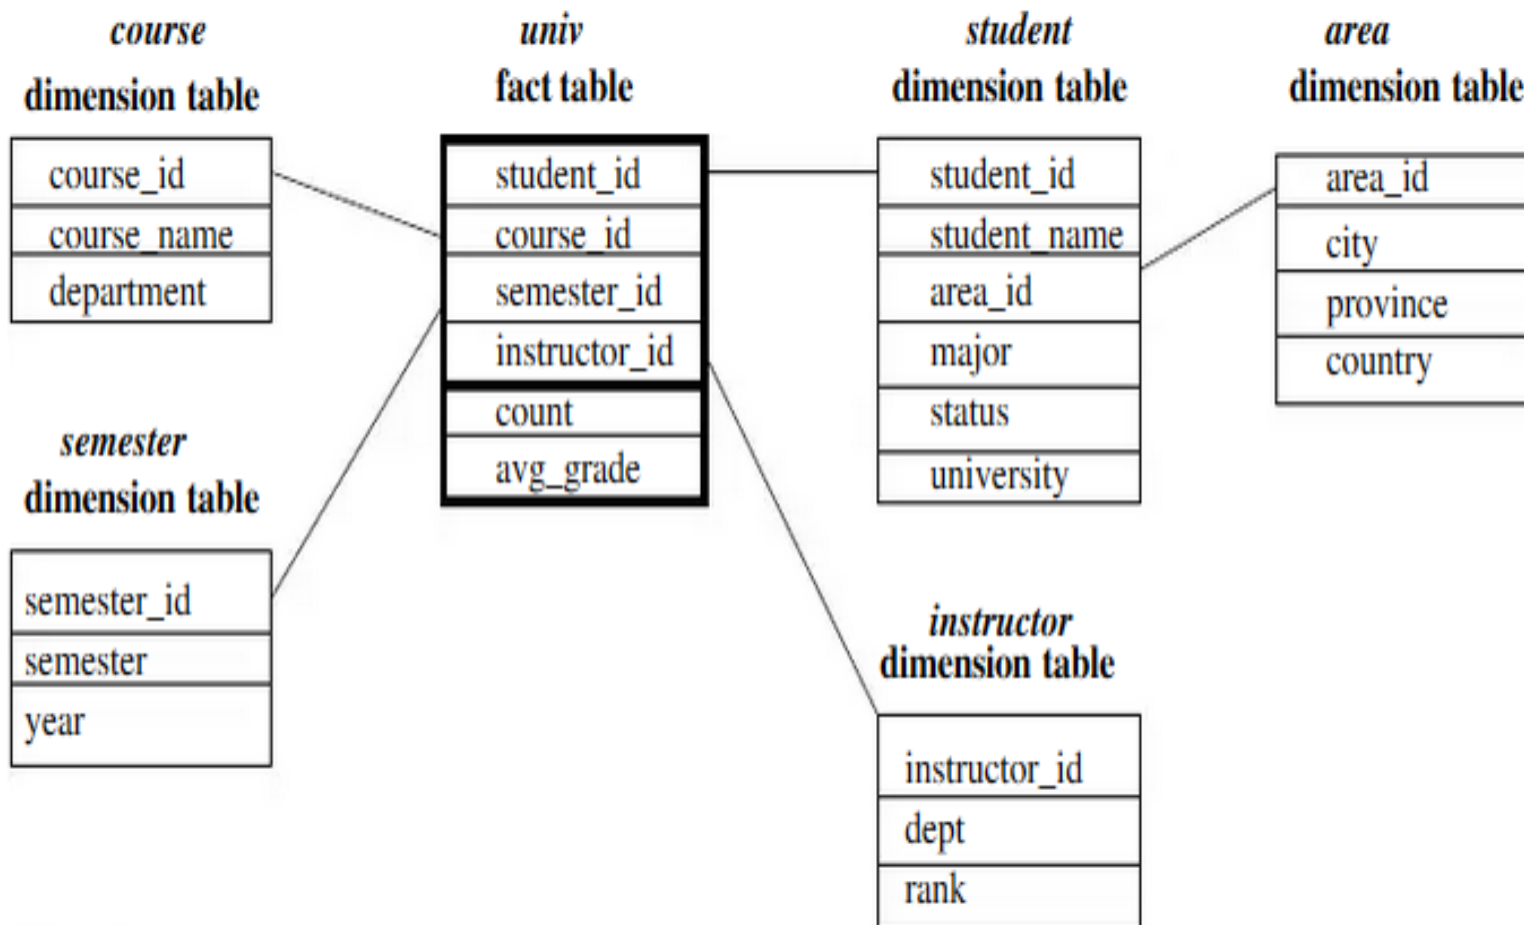 course
dimension table
course_id
course_name
department
univ
fact table
student_id
course_id
semester_id
instructor_id
count
avg_grade
student
dimension table
student_id
student_name
area_id
major
status
university
area
dimension table
area_id
city
province
country
semester
dimension table
semester_id
semester
year
instructor
dimension table
instructor_id
dept
rank